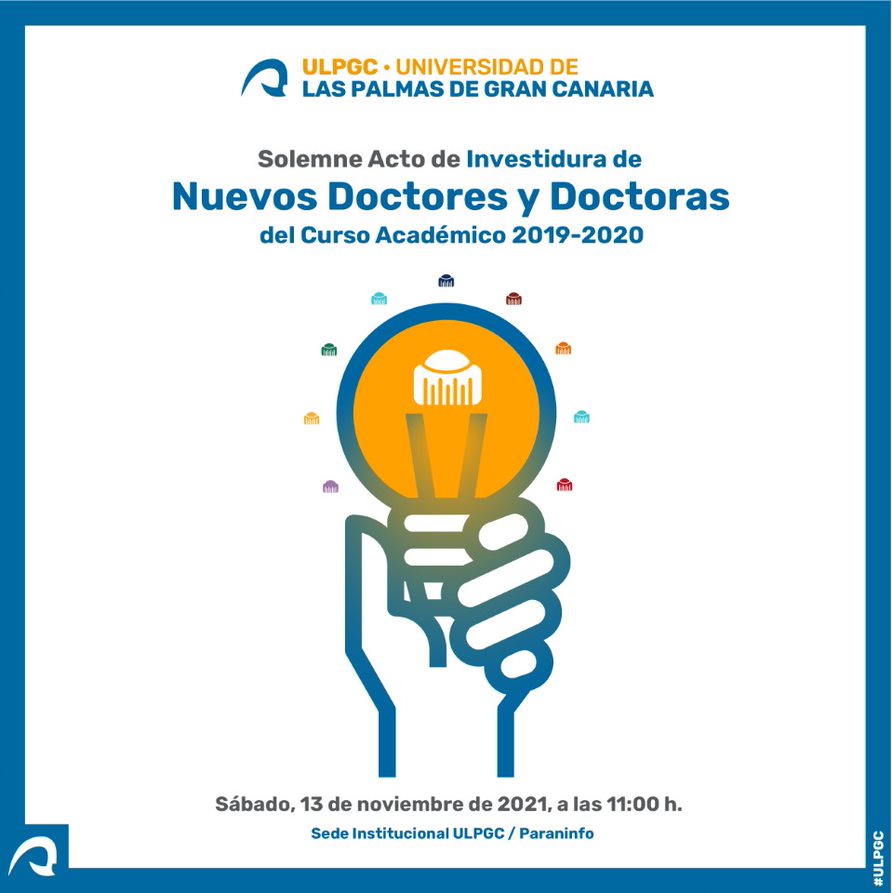 ULPGC · UNIVERSIDAD DE
LAS PALMAS DE GRAN CANARIA
Solemne Acto de Investidura de
Nuevos Doctores y Doctoras
del Curso Académico 2019-2020
Sábado, 13 de noviembre de 2021, a las 11:00 h.
Sede Institucional ULPGC / Paraninfo
#ULPGC